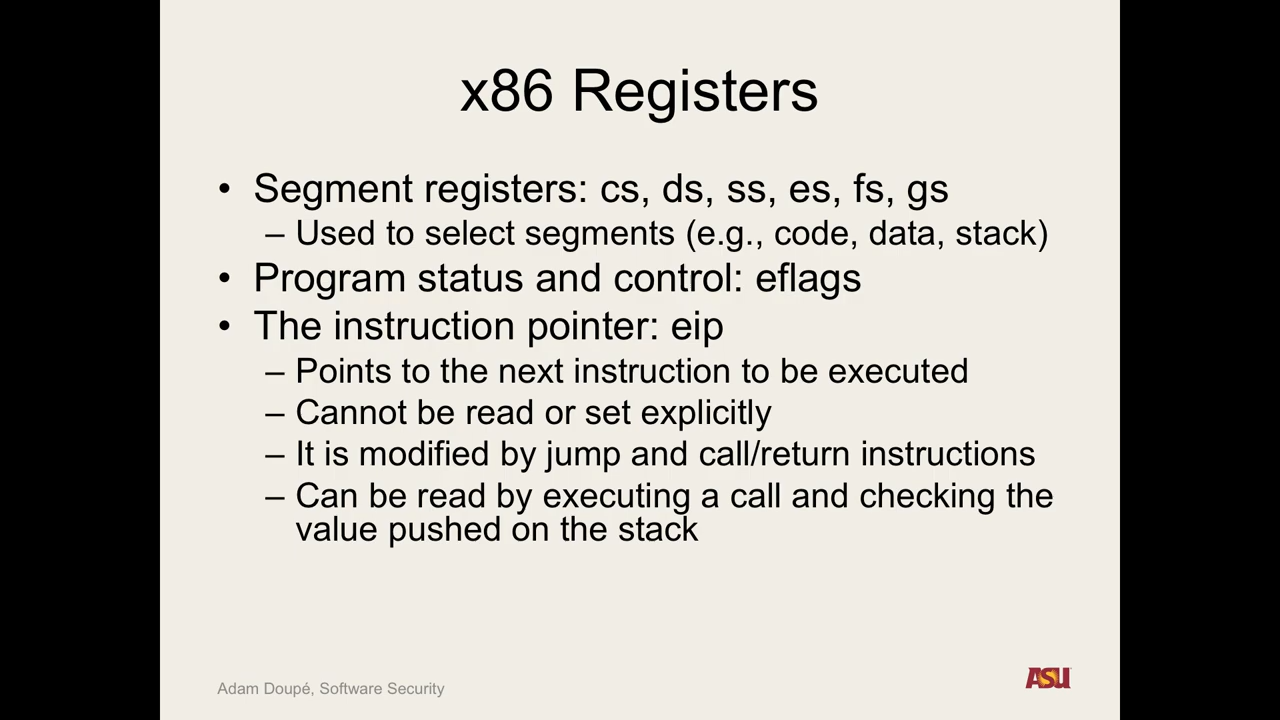 x86 Registers
• Segment registers: cs, ds, ss, es, fs, gs
– Used to select segments (e.g., code, data, stack)
• Program status and control: eflags
• The instruction pointer: eip
– Points to the next instruction to be executed
– Cannot be read or set explicitly
– It is modified by jump and call/return instructions
– Can be read by executing a call and checking the
value pushed on the stack
Adam Doupé, Software Security
ASU